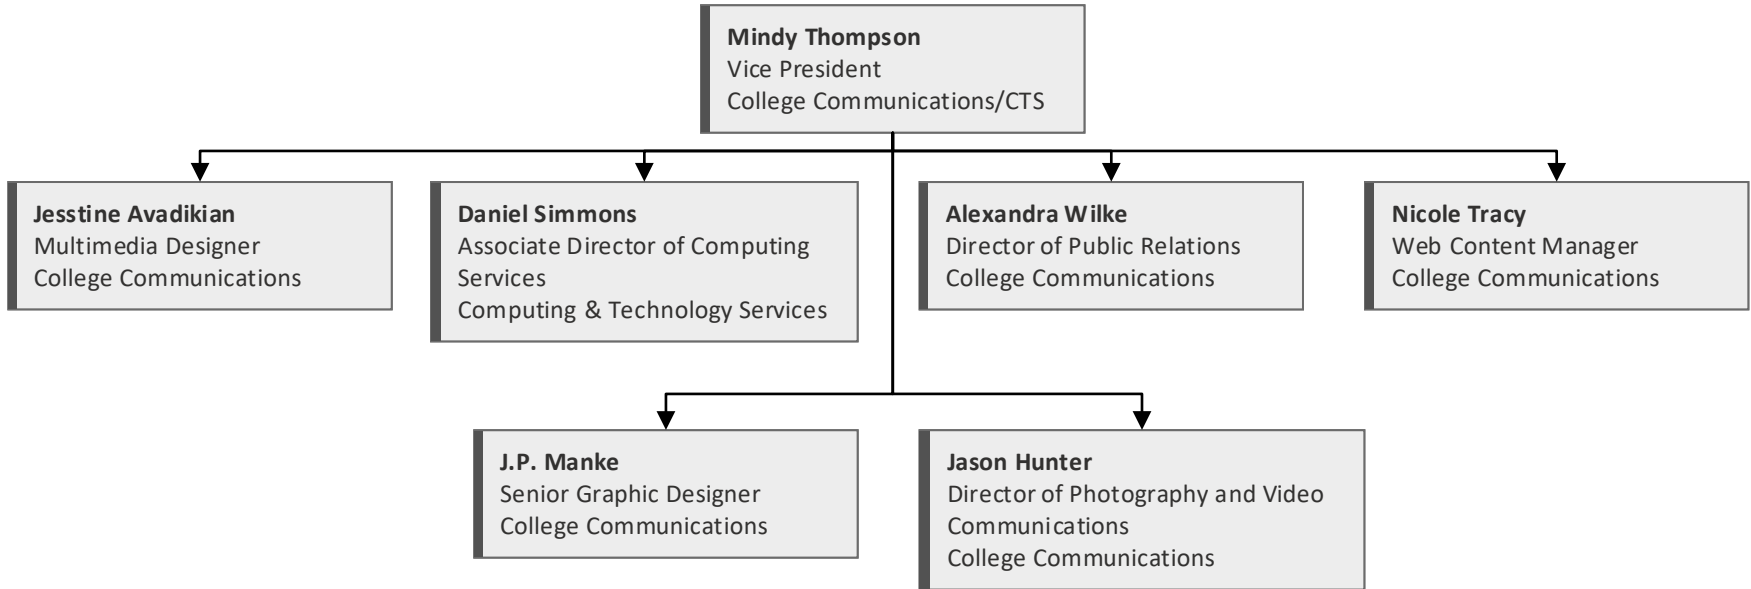 Mindy Thompson
Vice President
College Communications/CTS
Jesstine Avadikian
Multimedia Designer
College Communications
Daniel Simmons
Associate Director of Computing
Services
Computing & Technology Services
Alexandra Wilke
Director of Public Relations
College Communications
Nicole Tracy
Web Content Manager
College Communications
J.P. Manke
Senior Graphic Designer
College Communications
Jason Hunter
Director of Photography and Video
Communications
College Communications